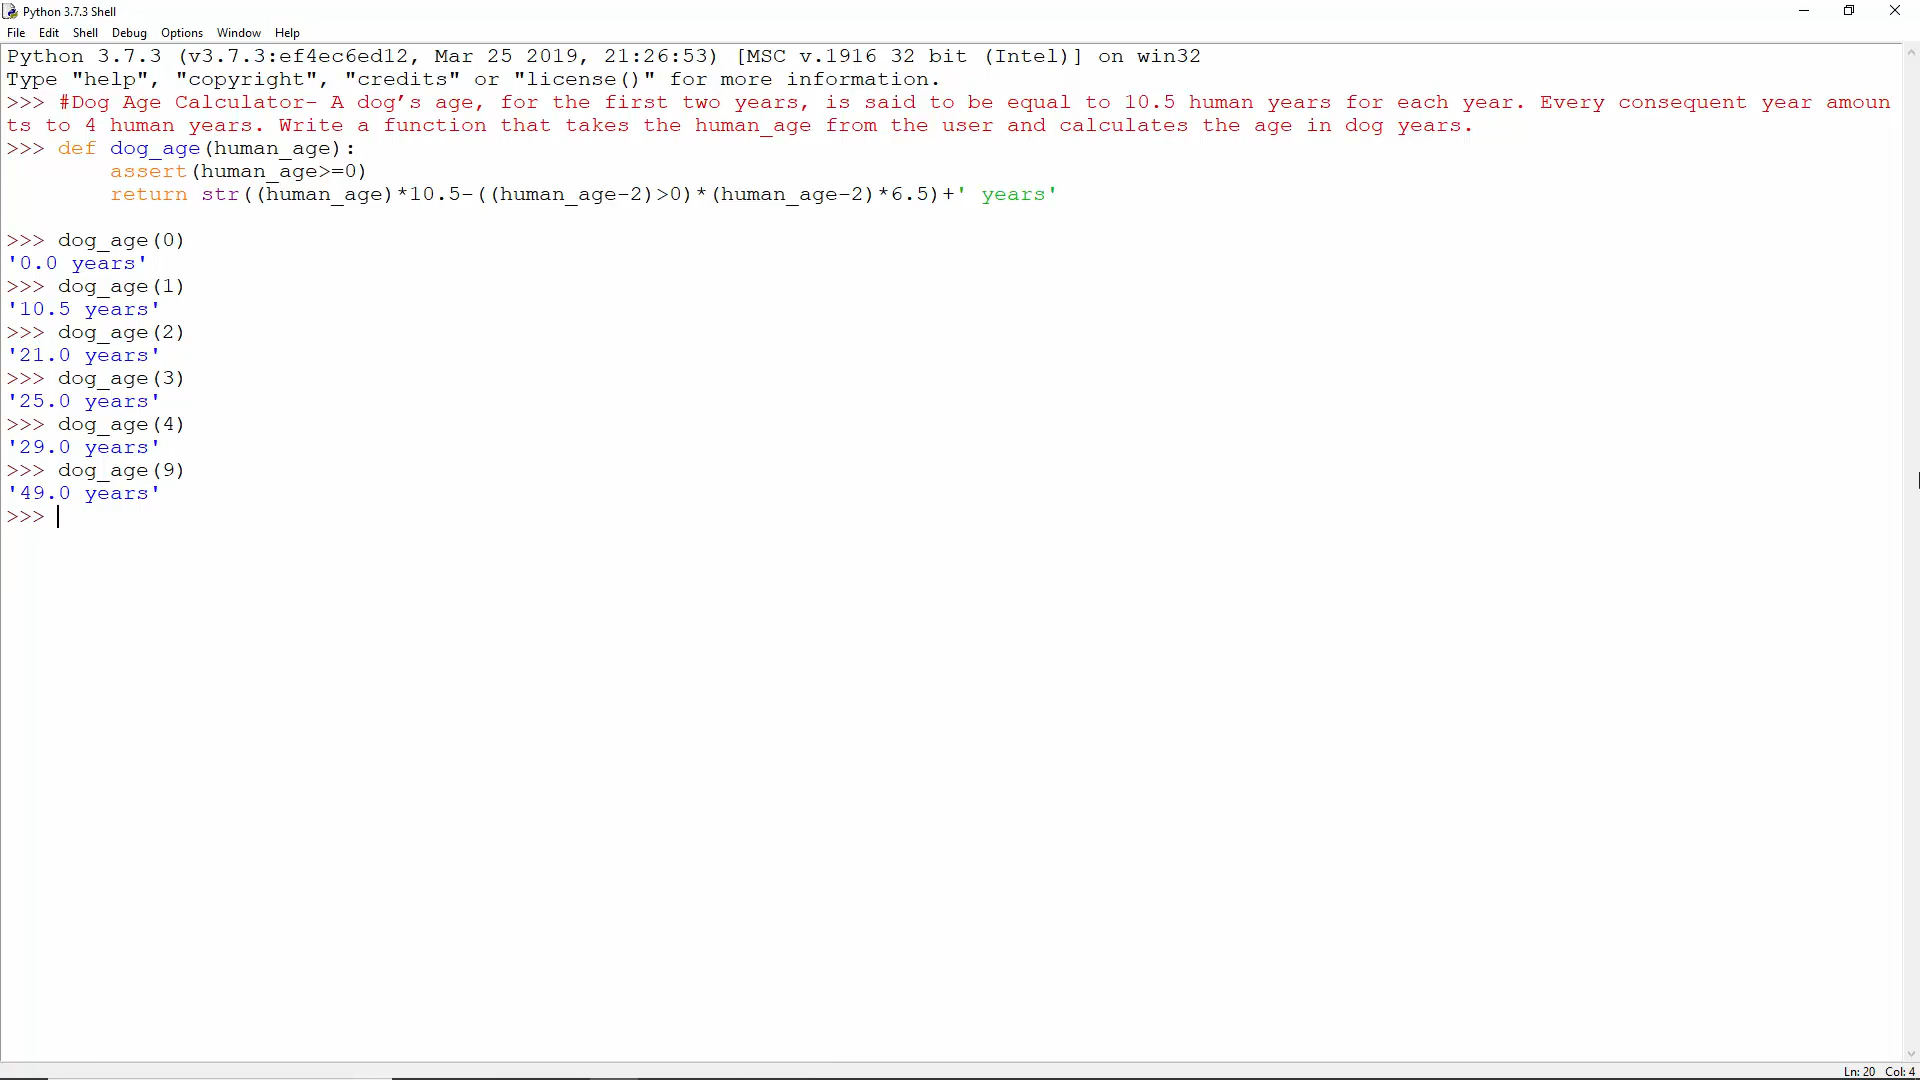 Python 3.7.3 Shell
File Edit Shell Debug Options Window Help
Python 3.7.3 (v3.7.3:ef4ec6ed12, Mar 25 2019, 21:26:53) [MSC v.1916 32 bit (Intel)] on win32
Type "help", "copyright", "credits" or "license()" for more information.
>>> #Dog Age Calculator- A dog’s age, for the first two years, is said to be equal to 10.5 human years for each year. Every consequent year amoun
ts to 4 human years. Write a function that takes the human_age from the user and calculates the age in dog years.
>>> def dog_age(human_age):
        assert(human_age>=0)
        return str((human_age)*10.5-((human_age-2)>0)*(human_age-2)*6.5)+' years'
>>> dog_age(0)
'0.0 years'
>>> dog_age(1)
'10.5 years'
>>> dog_age(2)
'21.0 years'
>>> dog_age(3)
'25.0 years'
>>> dog_age(4)
'29.0 years'
>>> dog_age(9)
'49.0 years'
>>>
Ln: 20 Col: 4